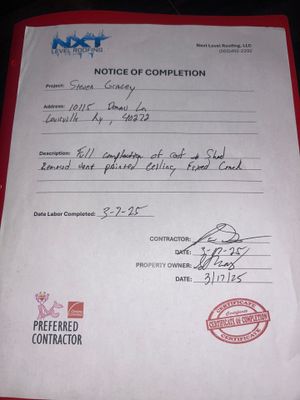 NXT
LEVEL ROOFING
Next Level Roofing, LLC
NOTICE OF COMPLETION
Project: Steven Gracey
Address: 10115 Ln
Louisville Ky, 40272
Description: Full completion of roof + Shed
Removed vent painted Ceiling, Fixed Crack
Date Labor Completed: 3-7-25
CONTRACTOR:
DATE: 3-17-25
PROPERTY OWNER:
DATE: 3/17/25
PREFERRED
CONTRACTOR
CERTIFICATE
CERTIFICATE OF COMPLETION
CERTIFICATE